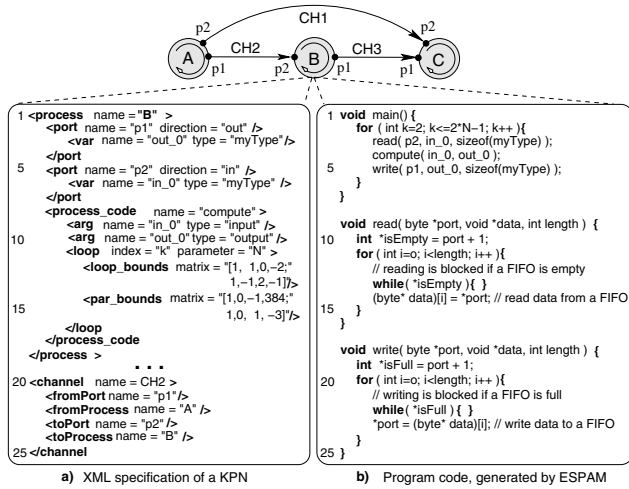 p2
CH1
p2
A
CH2
B
CH3
C
p1
p2
p1
p1
1 <process name = "B" >
<port name = "p1" direction = "out" />
<var name = "out_0" type = "myType"/>
</port
5 <port name = "p2" direction = "in" />
<var name = "in_0" type = "myType" />
</port
<process_code name = "compute" >
<arg name = "in_0" type = "input" />
10 <arg name = "out_0" type = "output" />
<loop index = "k" parameter = "N" >
<loop_bounds matrix = "[1, 1,0,-2;"
1,-1,2,-1]"/>
<par_bounds matrix = "[1,0,-1,384;"
15 1,0, 1, -3]"/>
</loop
</process_code
</process >
. . .
20 <channel name = CH2 >
<fromPort name = "p1" />
<fromProcess name = "A" />
<toPort name = "p2" />
<toProcess name = "B" />
25 </channel
a) XML specification of a KPN
1 void main() {
for ( int k=2; k<=2*N-1; k++ ){
read( p2, in_0, sizeof(myType) );
compute( in_0, out_0 );
5 write( p1, out_0, sizeof(myType) );
}
}
void read( byte *port, void *data, int length ) {
10 int *isEmpty = port + 1;
for ( int i=o; i<length; i++ ){
// reading is blocked if a FIFO is empty
while( *isEmpty ){ }
(byte* data)[i] = *port; // read data from a FIFO
15 }
}
void write( byte *port, void *data, int length ) {
int *isFull = port + 1;
20 for ( int i=o; i<length; i++ ){
// writing is blocked if a FIFO is full
while( *isFull ){ }
*port = (byte* data)[i]; // write data to a FIFO
}
25 }
b) Program code, generated by ESPAM